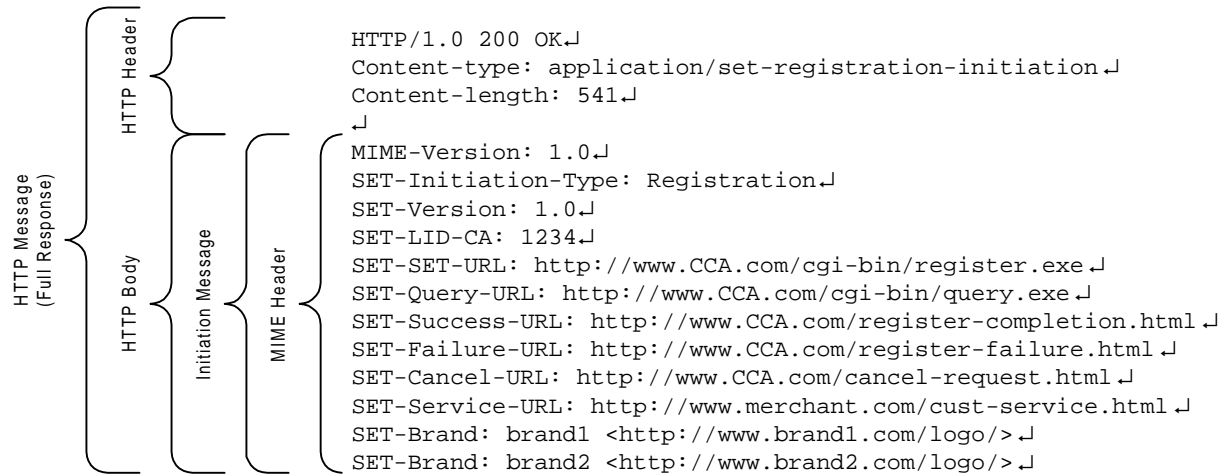 HTTP Message
(Full Response)
HTTP Header
HTTP Body
Initiation Message
MIME Header
HTTP/1.0 200 OK↵
Content-type: application/set-registration-initiation↵
Content-length: 541↵
↵
MIME-Version: 1.0↵
SET-Initiation-Type: Registration↵
SET-Version: 1.0↵
SET-LID-CA: 1234↵
SET-SET-URL: http://www.CCA.com/cgi-bin/register.exe↵
SET-Query-URL: http://www.CCA.com/cgi-bin/query.exe↵
SET-Success-URL: http://www.CCA.com/register-completion.html↵
SET-Failure-URL: http://www.CCA.com/register-failure.html↵
SET-Cancel-URL: http://www.CCA.com/cancel-request.html↵
SET-Service-URL: http://www.merchant.com/cust-service.html↵
SET-Brand: brand1 <http://www.brand1.com/logo/>↵
SET-Brand: brand2 <http://www.brand2.com/logo/>↵